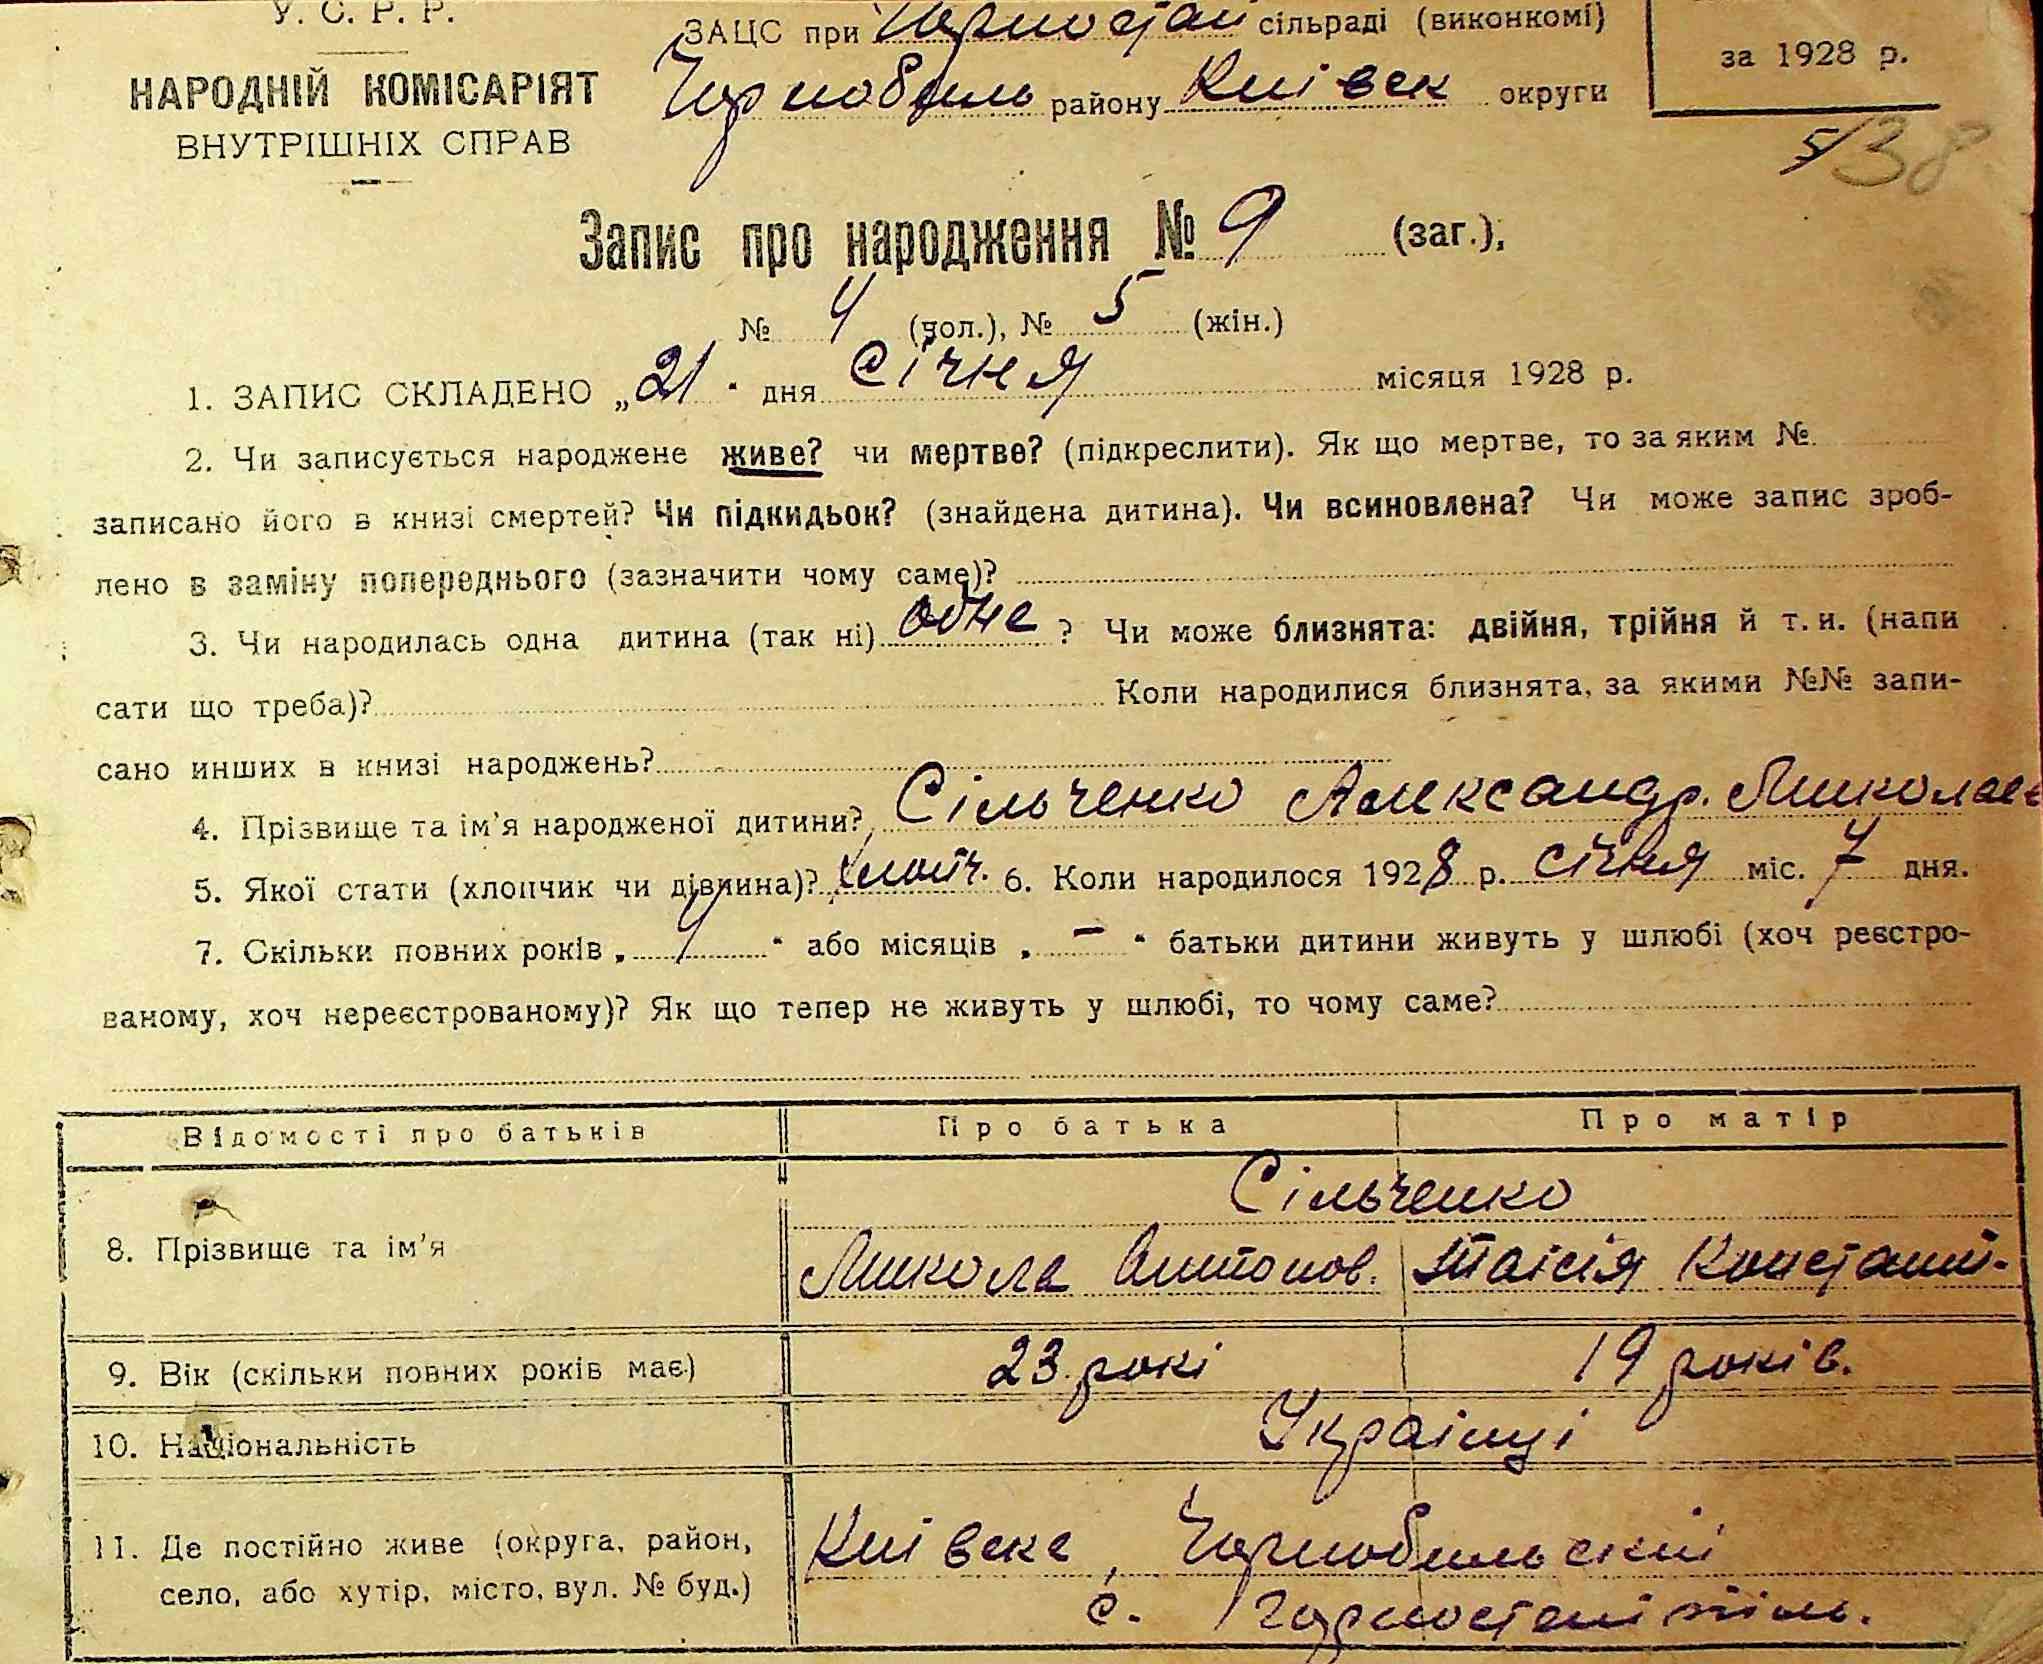 У. С. Р. Р.
НАРОДНІЙ КОМІСАРІЯТ
ВНУТРІШНІХ СПРАВ
ЗАЦС при Горностай сільраді (виконкомі)
Чорнобиль району Київск округи
за 1928 р.
5/38
Запис про народження № 9 (заг.),
№ 4 (чол.), № 5 (жін.)
1. ЗАПИС СКЛАДЕНО „21" дня січня місяця 1928 р.
2. Чи записується народжене живе? чи мертве? (підкреслити). Як що мертве, то за яким №
записано його в книзі смертей? Чи підкидьок? (знайдена дитина). Чи всиновлена? Чи може запис зроб-
лено в заміну попереднього (зазначити чому саме)?
3. Чи народилась одна дитина (так ні) одне ? Чи може близнята: двійня, трійня й т. и. (напи
сати що треба)? Коли народилися близнята, за якими №№ запи-
сано инших в книзі народжень?
4. Прізвище та ім'я народженої дитини? Сільченко Александр. Миколає
5. Якої стати (хлопчик чи дівчина)? хлопч. 6. Коли народилося 1928 р. січня міс. 7 дня.
7. Скільки повних років „ " або місяців „ – " батьки дитини живуть у шлюбі (хоч реєстро-
ваному, хоч нереєстрованому)? Як що тепер не живуть у шлюбі, то чому саме?
Відомості про батьків Про батька Про матір
Сільченко
8. Прізвище та ім'я Микола Антонов. Таісія Констант.
9. Вік (скільки повних років має) 23 рокі 19 років.
10. Національність Українці
11. Де постійно живе (округа, район, Київске, Чорнобильский
село, або хутір, місто, вул. № буд.) с. Горностайпіль.